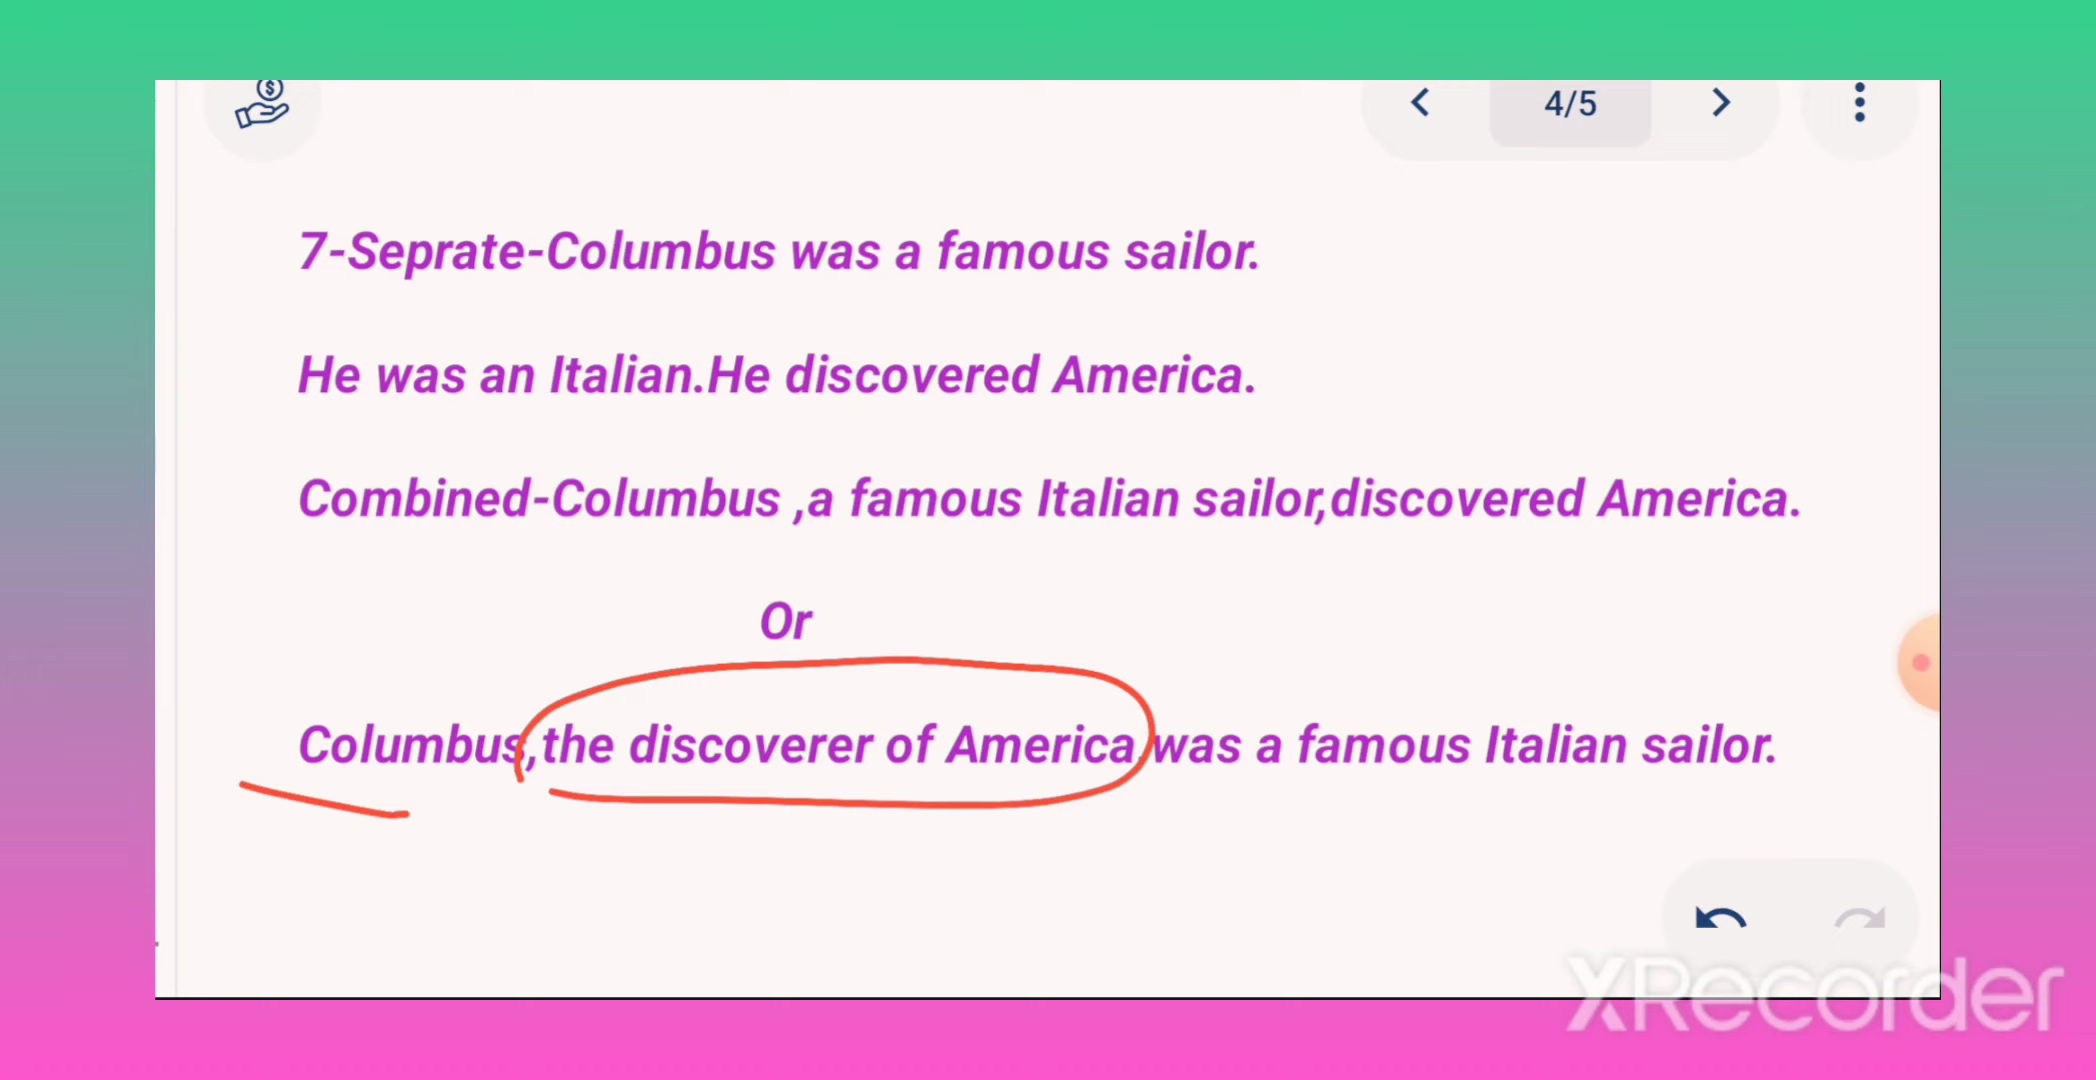 4/5
7-Seprate-Columbus was a famous sailor.
He was an Italian.He discovered America.
Combined-Columbus ,a famous Italian sailor,discovered America.
Or
Columbus,the discoverer of America,was a famous Italian sailor.
XRecorder